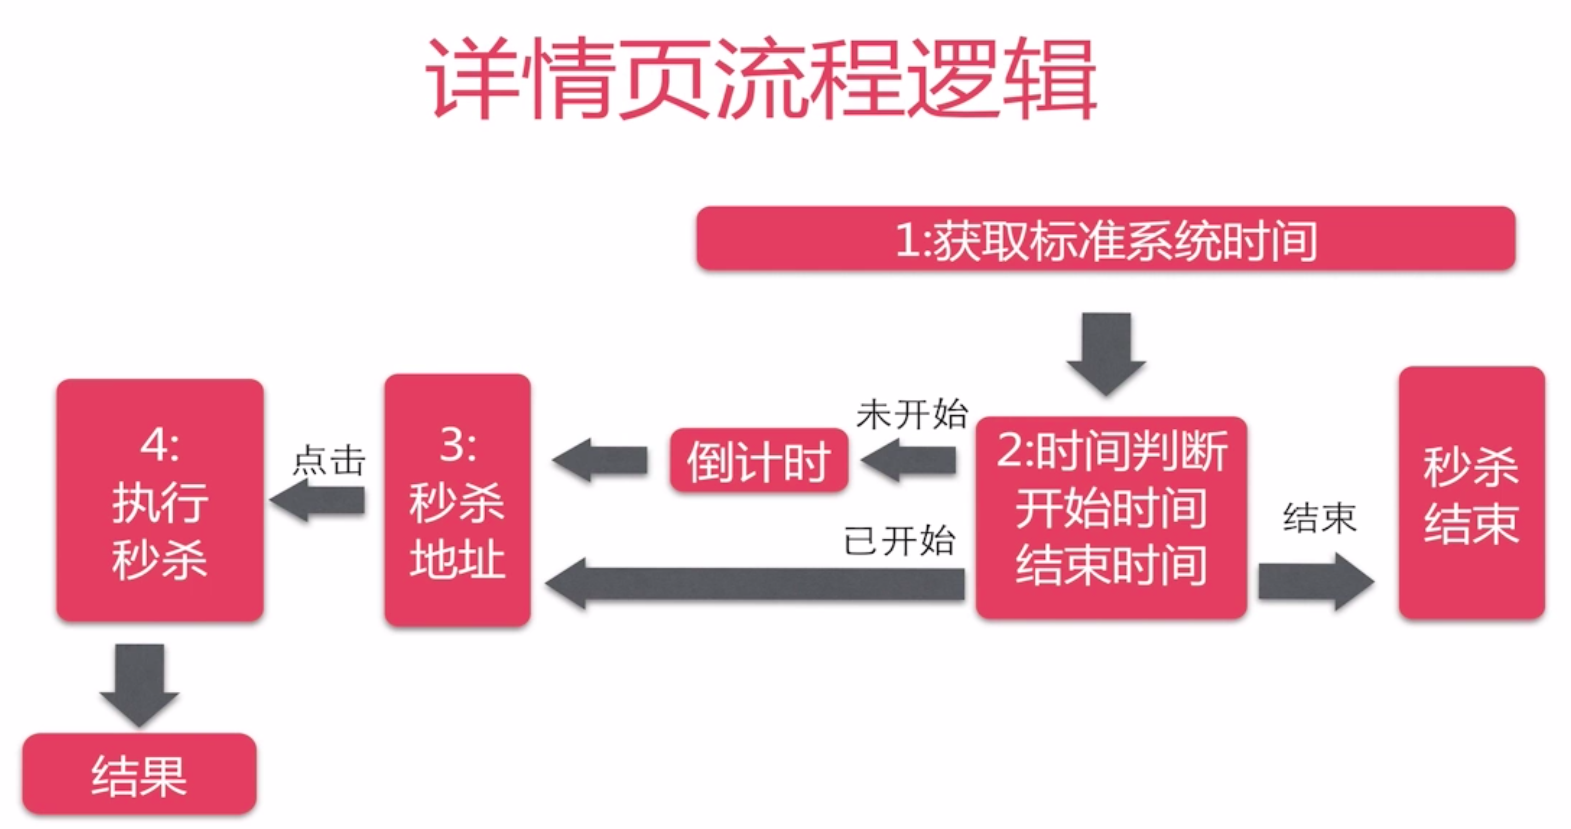 详情页流程逻辑
1:获取标准系统时间
2:时间判断
开始时间
结束时间
未开始
倒计时
已开始
结束
秒杀
结束
3:
秒杀
地址
点击
4:
执行
秒杀
结果